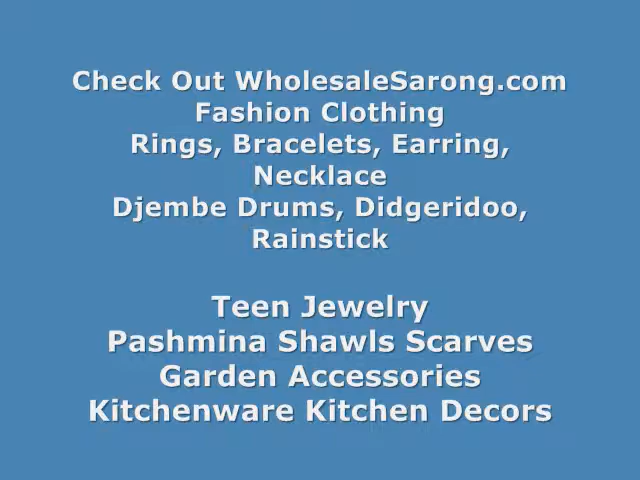 Check Out WholesaleSarong.com
Fashion Clothing
Rings, Bracelets, Earring,
Necklace
Djembe Drums, Didgeridoo,
Rainstick
Teen Jewelry
Pashmina Shawls Scarves
Garden Accessories
Kitchenware Kitchen Decors